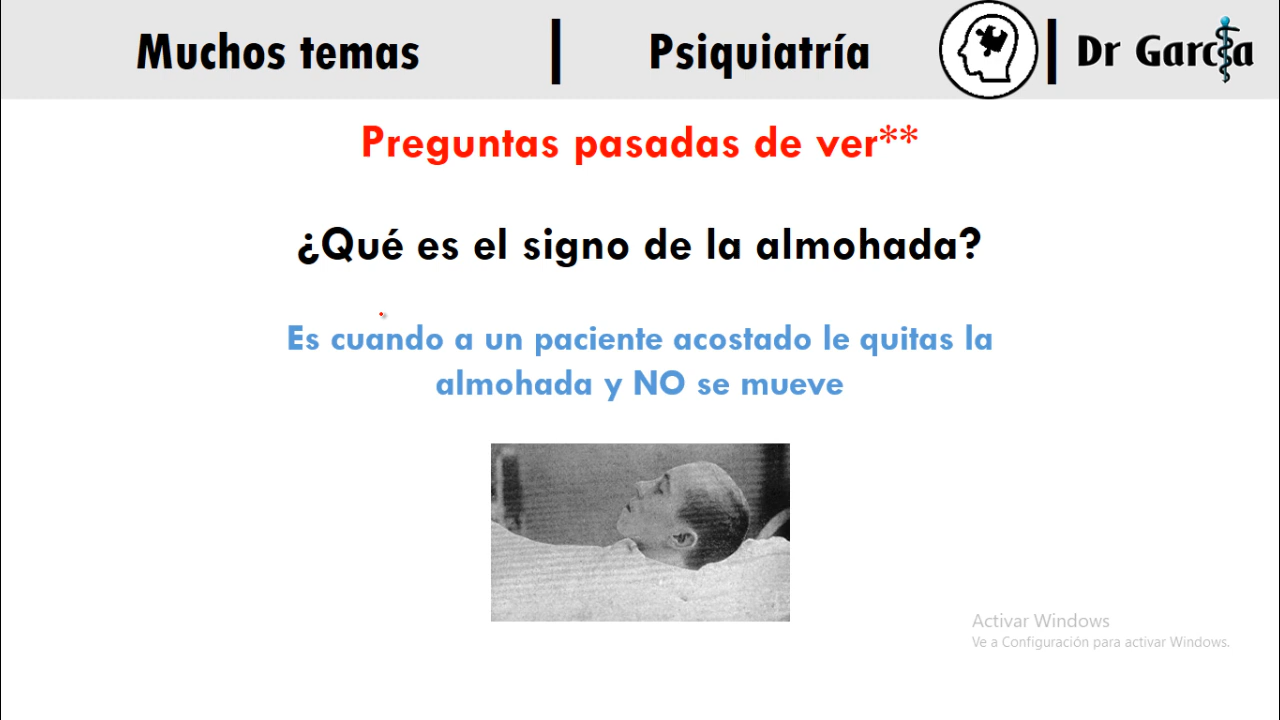 Muchos temas | Psiquiatría | Dr García
Preguntas pasadas de ver**
¿Qué es el signo de la almohada?
Es cuando a un paciente acostado le quitas la
almohada y NO se mueve
Activar Windows
Ve a Configuración para activar Windows.